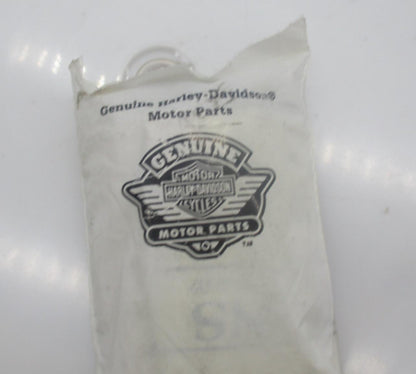 Genuine Harley-Davidson®
Motor Parts
GENUINE
MOTOR
HARLEY-DAVIDSON
CYCLES
MOTOR PARTS
TM